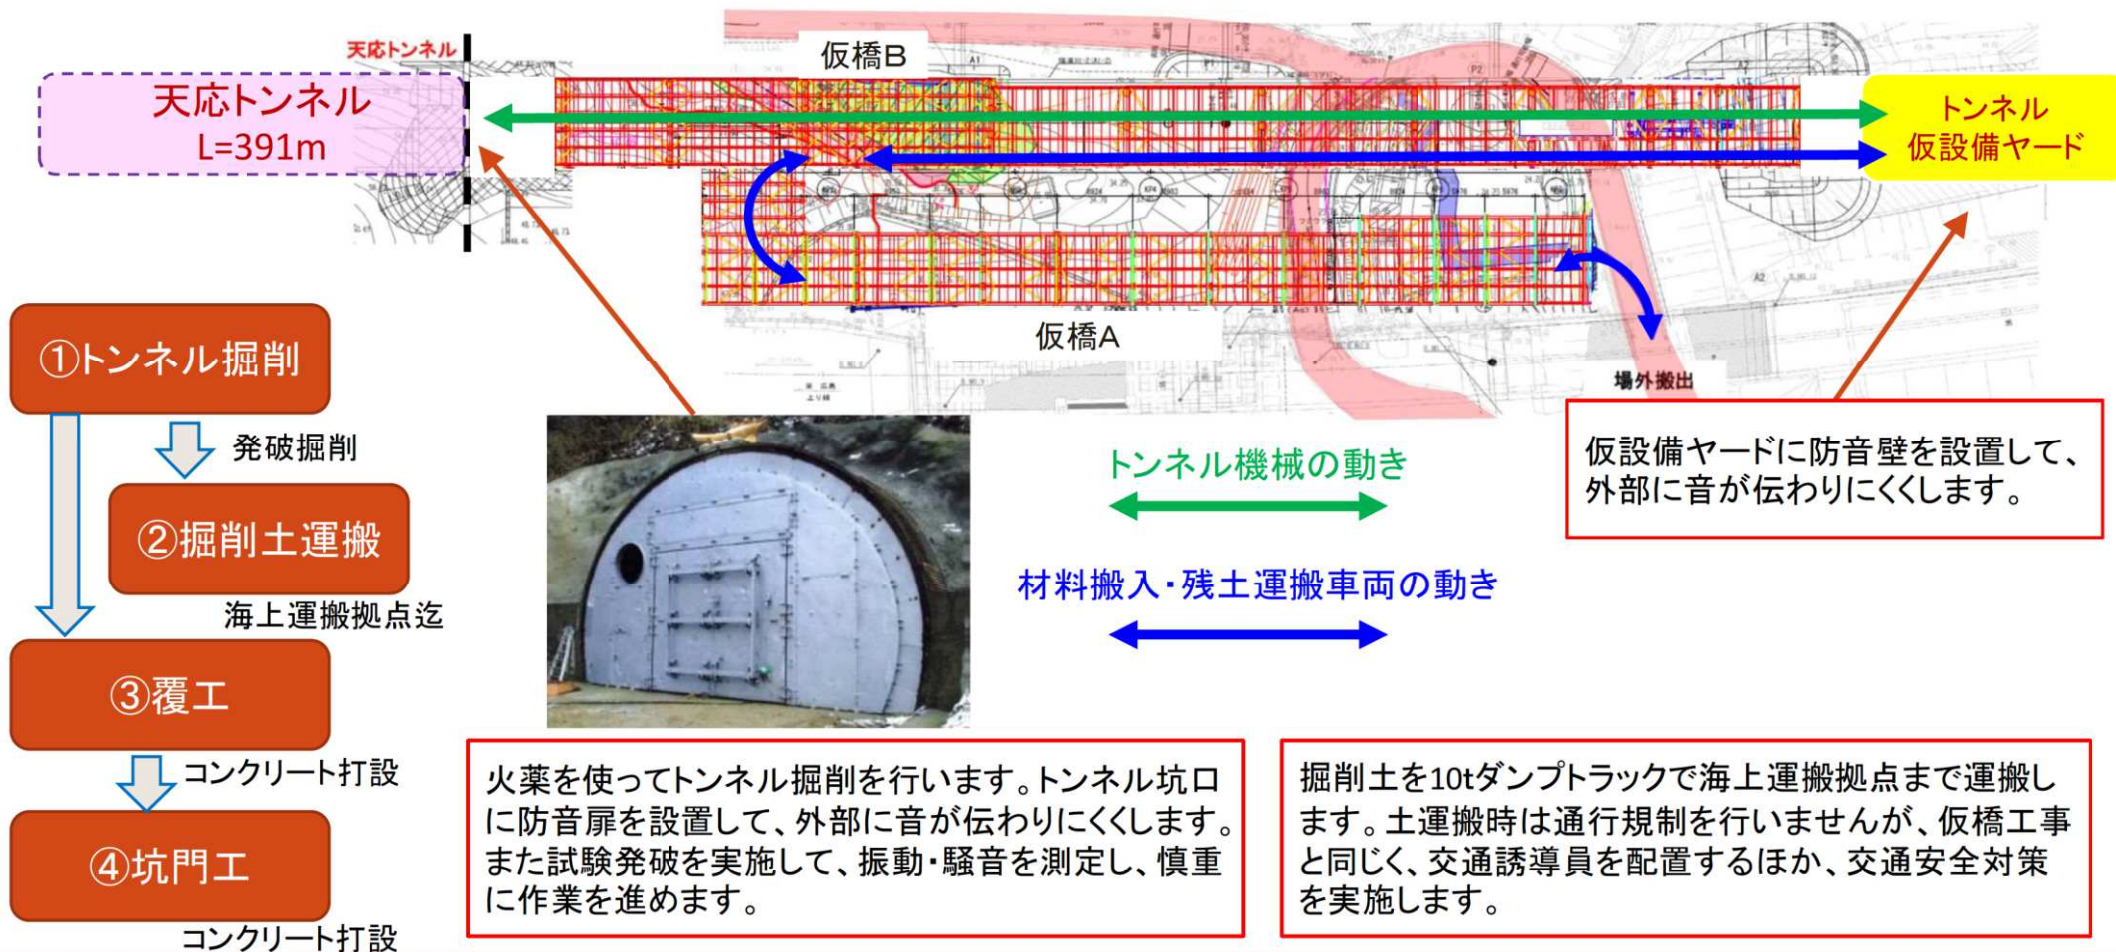 天応トンネル
天応トンネル
L=391m
仮橋B
A1
P1
P2
A2
トンネル
仮設備ヤード
仮橋A
A2
場外搬出
①トンネル掘削
発破掘削
②掘削土運搬
海上運搬拠点迄
③覆工
コンクリート打設
④坑門工
コンクリート打設
トンネル機械の動き
材料搬入・残土運搬車両の動き
仮設備ヤードに防音壁を設置して、
外部に音が伝わりにくくします。
火薬を使ってトンネル掘削を行います。トンネル坑口
に防音扉を設置して、外部に音が伝わりにくくします。
また試験発破を実施して、振動・騒音を測定し、慎重
に作業を進めます。
掘削土を10tダンプトラックで海上運搬拠点まで運搬し
ます。土運搬時は通行規制を行いませんが、仮橋工事
と同じく、交通誘導員を配置するほか、交通安全対策
を実施します。